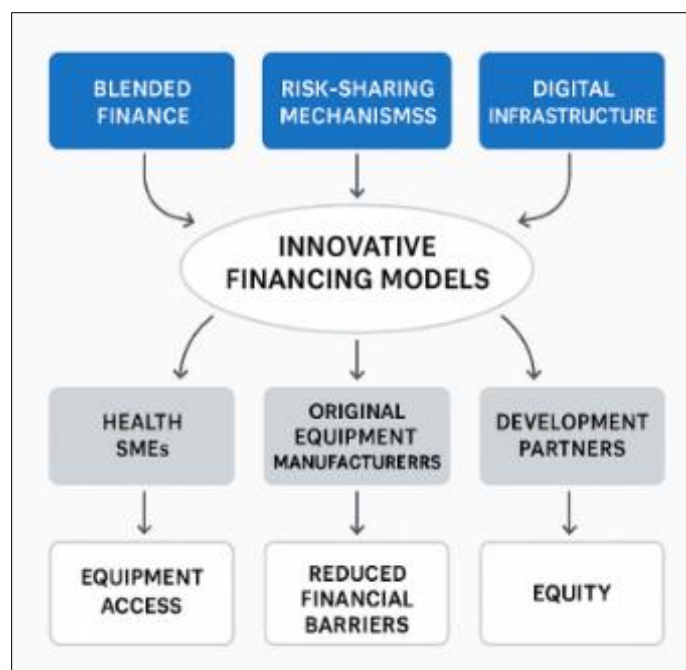 BLENDED
FINANCE
RISK-SHARING
MECHANISMSS
DIGITAL
INFRASTRUCTURE
INNOVATIVE
FINANCING MODELS
HEALTH
SMEs
ORIGINAL
EQUIPMENT
MANUFACTURERRS
DEVELOPMENT
PARTNERS
EQUIPMENT
ACCESS
REDUCED
FINANCIAL
BARRIERS
EQUITY